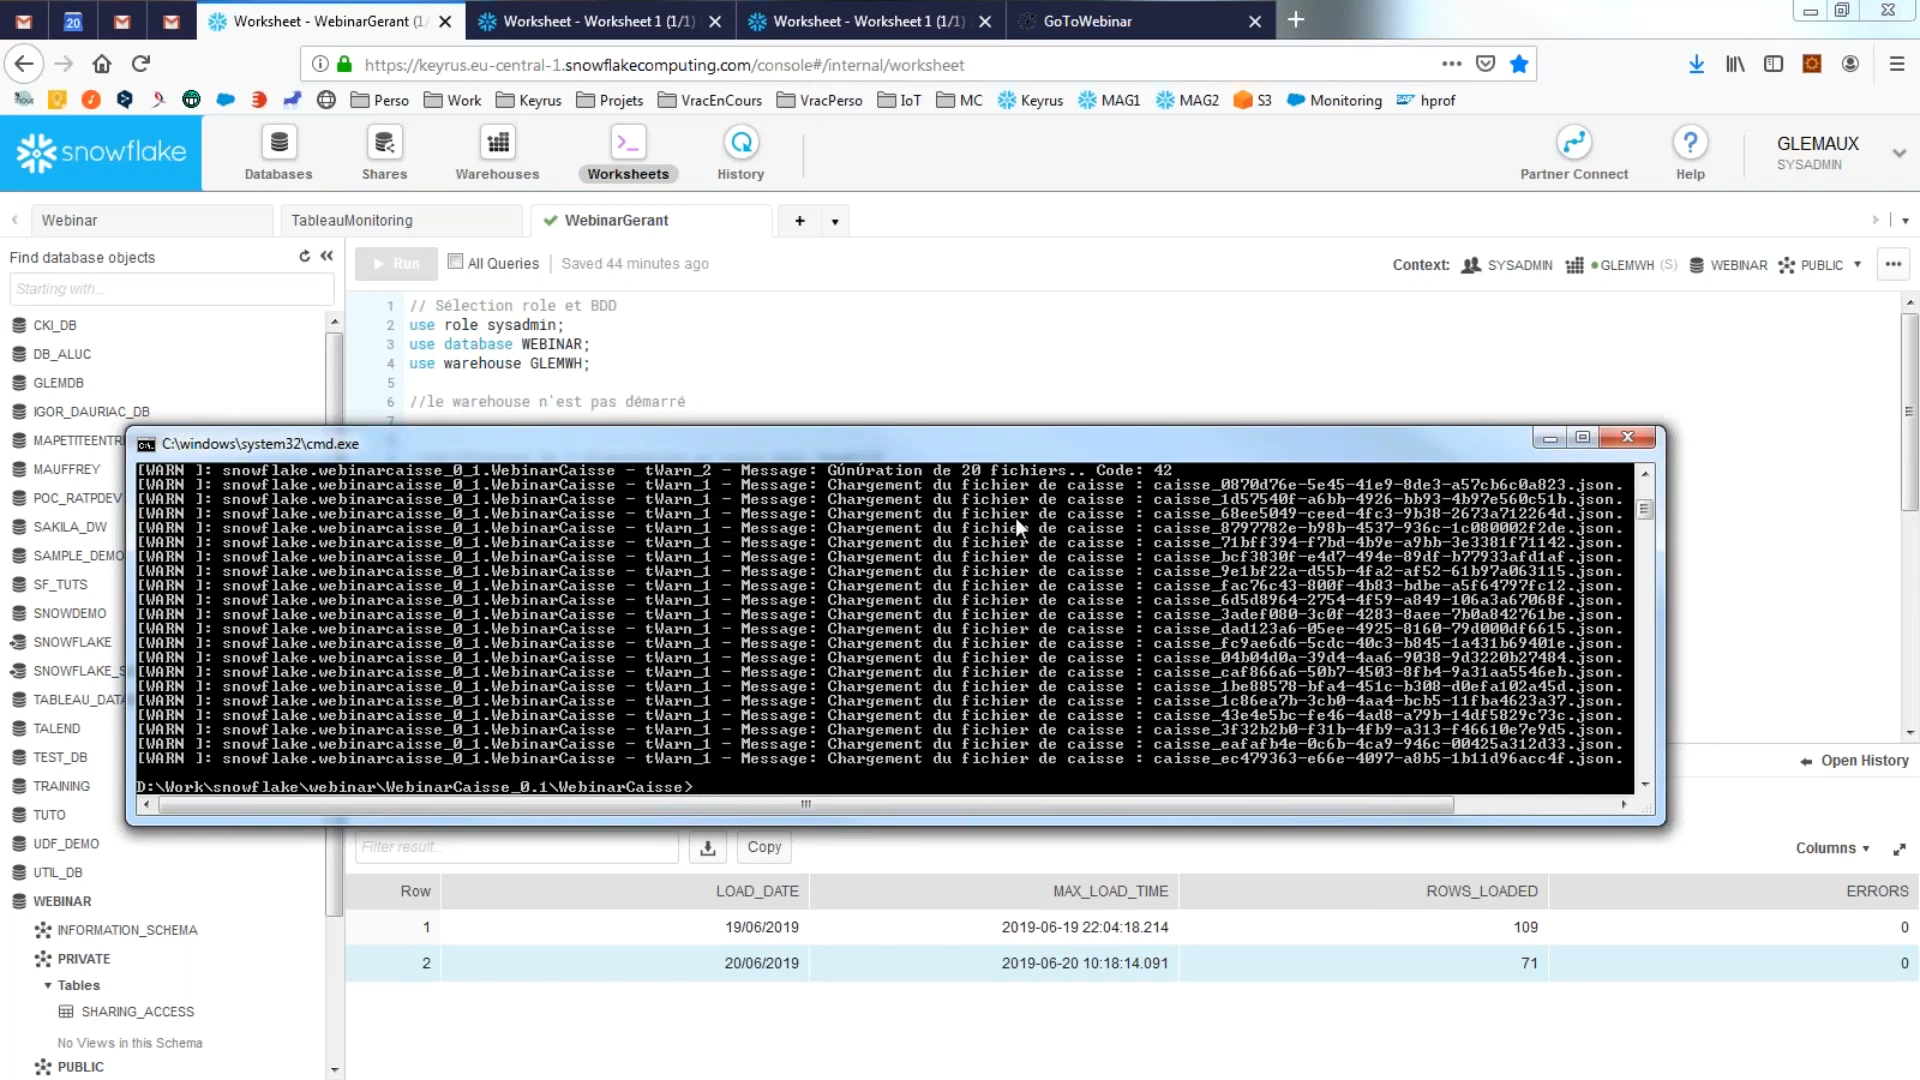 Worksheet - WebinarGerant (1/
Worksheet - Worksheet 1 (1/1)
Worksheet - Worksheet 1 (1/1)
GoToWebinar
https://keyrus.eu-central-1.snowflakecomputing.com/console#/internal/worksheet
Perso Work Keyrus Projets VracEnCours VracPerso IoT MC Keyrus MAG1 MAG2 S3 Monitoring hprof
snowflake
Databases Shares Warehouses Worksheets History
Partner Connect Help
GLEMAUX
SYSADMIN
Webinar TableauMonitoring WebinarGerant
Find database objects
Starting with...
Run All Queries Saved 44 minutes ago
Context: SYSADMIN GLEMWH (S) WEBINAR PUBLIC
1 // Sélection role et BDD
2 use role sysadmin;
3 use database WEBINAR;
4 use warehouse GLEMWH;
5
6 //le warehouse n'est pas démarré
7
CKI_DB
DB_ALUC
GLEMDB
IGOR_DAURIAC_DB
MAPETITEENTR
MAUFFREY
POC_RATPDEV
SAKILA_DW
SAMPLE_DEMO
SF_TUTS
SNOWDEMO
SNOWFLAKE
SNOWFLAKE_S
TABLEAU_DATA
TALEND
TEST_DB
TRAINING
TUTO
UDF_DEMO
UTIL_DB
WEBINAR
INFORMATION_SCHEMA
PRIVATE
Tables
SHARING_ACCESS
No Views in this Schema
PUBLIC
C:\windows\system32\cmd.exe
[WARN ]: snowflake.webinarcaisse_0_1.WebinarCaisse - tWarn_2 - Message: Gúnúration de 20 fichiers.. Code: 42
[WARN ]: snowflake.webinarcaisse_0_1.WebinarCaisse - tWarn_1 - Message: Chargement du fichier de caisse : caisse_0870d76e-5e45-41e9-8de3-a57cb6c0a823.json.
[WARN ]: snowflake.webinarcaisse_0_1.WebinarCaisse - tWarn_1 - Message: Chargement du fichier de caisse : caisse_1d57540f-a6bb-4926-bb93-4b97e560c51b.json.
[WARN ]: snowflake.webinarcaisse_0_1.WebinarCaisse - tWarn_1 - Message: Chargement du fichier de caisse : caisse_68ee5049-ceed-4fc3-9b38-2673a712264d.json.
[WARN ]: snowflake.webinarcaisse_0_1.WebinarCaisse - tWarn_1 - Message: Chargement du fichier de caisse : caisse_8797782e-b98b-4537-936c-1c080002f2de.json.
[WARN ]: snowflake.webinarcaisse_0_1.WebinarCaisse - tWarn_1 - Message: Chargement du fichier de caisse : caisse_71bff394-f7bd-4b9e-a9bb-3e3381f71142.json.
[WARN ]: snowflake.webinarcaisse_0_1.WebinarCaisse - tWarn_1 - Message: Chargement du fichier de caisse : caisse_bcf3830f-e4d7-494e-89df-b77933afd1af.json.
[WARN ]: snowflake.webinarcaisse_0_1.WebinarCaisse - tWarn_1 - Message: Chargement du fichier de caisse : caisse_9e1bf22a-d55b-4fa2-af52-61b97a063115.json.
[WARN ]: snowflake.webinarcaisse_0_1.WebinarCaisse - tWarn_1 - Message: Chargement du fichier de caisse : caisse_fac76c43-800f-4b83-bdbe-a5f64797fc12.json.
[WARN ]: snowflake.webinarcaisse_0_1.WebinarCaisse - tWarn_1 - Message: Chargement du fichier de caisse : caisse_6d5d8964-2754-4f59-a849-106a3a67068f.json.
[WARN ]: snowflake.webinarcaisse_0_1.WebinarCaisse - tWarn_1 - Message: Chargement du fichier de caisse : caisse_3adef080-3c0f-4283-8aee-7b0a842761be.json.
[WARN ]: snowflake.webinarcaisse_0_1.WebinarCaisse - tWarn_1 - Message: Chargement du fichier de caisse : caisse_dad123a6-05ee-4925-8160-79d000df6615.json.
[WARN ]: snowflake.webinarcaisse_0_1.WebinarCaisse - tWarn_1 - Message: Chargement du fichier de caisse : caisse_fc9ae6d6-5cdc-40c3-b845-1a431b69401e.json.
[WARN ]: snowflake.webinarcaisse_0_1.WebinarCaisse - tWarn_1 - Message: Chargement du fichier de caisse : caisse_04b04d0a-39d4-4aa6-9038-9d3220b27484.json.
[WARN ]: snowflake.webinarcaisse_0_1.WebinarCaisse - tWarn_1 - Message: Chargement du fichier de caisse : caisse_caf866a6-50b7-4503-8fb4-9a31aa5546eb.json.
[WARN ]: snowflake.webinarcaisse_0_1.WebinarCaisse - tWarn_1 - Message: Chargement du fichier de caisse : caisse_1be88578-bfa4-451c-b308-d0efa102a45d.json.
[WARN ]: snowflake.webinarcaisse_0_1.WebinarCaisse - tWarn_1 - Message: Chargement du fichier de caisse : caisse_1c86ea7b-3cb0-4aa4-bcb5-11fba4623a37.json.
[WARN ]: snowflake.webinarcaisse_0_1.WebinarCaisse - tWarn_1 - Message: Chargement du fichier de caisse : caisse_43e4e5bc-fe46-4ad8-a79b-14df5829c73c.json.
[WARN ]: snowflake.webinarcaisse_0_1.WebinarCaisse - tWarn_1 - Message: Chargement du fichier de caisse : caisse_3f32b2b0-f31b-4fb9-a313-f46610e7e9d5.json.
[WARN ]: snowflake.webinarcaisse_0_1.WebinarCaisse - tWarn_1 - Message: Chargement du fichier de caisse : caisse_eafafb4e-0c6b-4ca9-946c-00425a312d33.json.
[WARN ]: snowflake.webinarcaisse_0_1.WebinarCaisse - tWarn_1 - Message: Chargement du fichier de caisse : caisse_ec479363-e66e-4097-a8b5-1b11d96acc4f.json.
D:\Work\snowflake\webinar\WebinarCaisse_0.1\WebinarCaisse>
Open History
Filter result...
Copy
Columns
Row LOAD_DATE MAX_LOAD_TIME ROWS_LOADED ERRORS
1 19/06/2019 2019-06-19 22:04:18.214 109 0
2 20/06/2019 2019-06-20 10:18:14.091 71 0